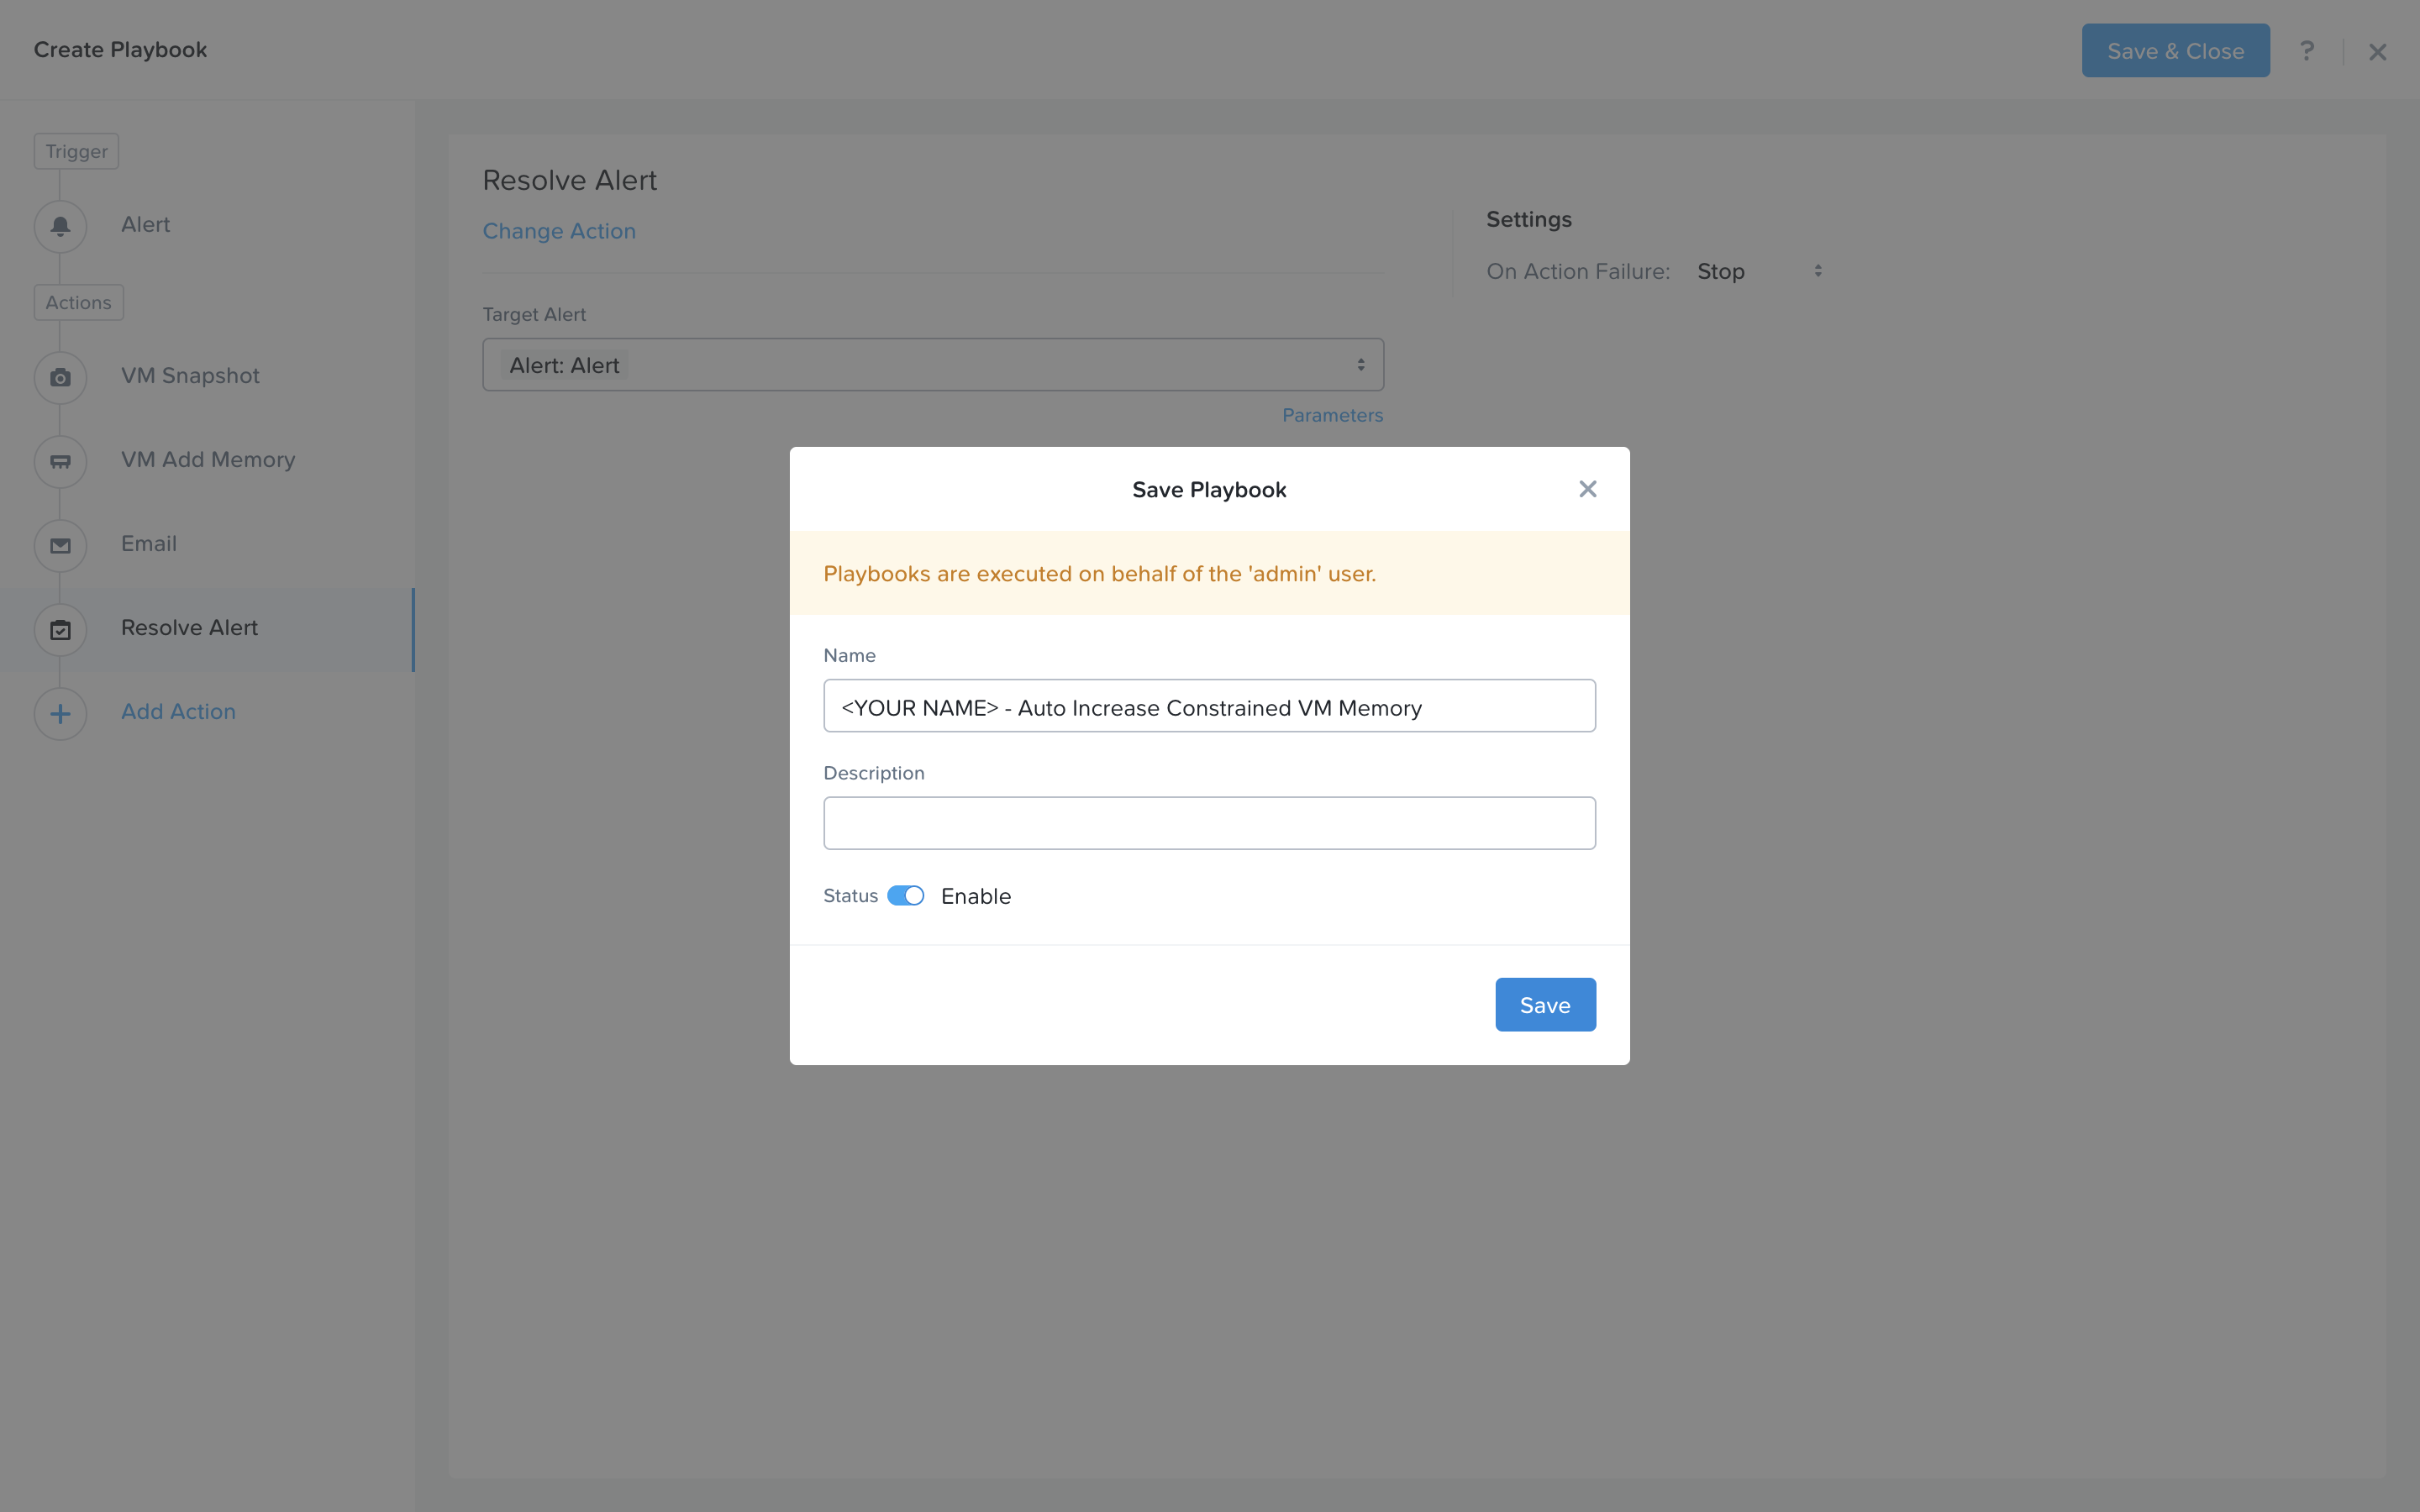 Create Playbook
Save & Close ?
Trigger
Alert
Actions
VM Snapshot
VM Add Memory
Email
Resolve Alert
Add Action
Resolve Alert
Change Action
Target Alert
Alert: Alert
Parameters
Settings
On Action Failure: Stop
Save Playbook
Playbooks are executed on behalf of the 'admin' user.
Name
<YOUR NAME> - Auto Increase Constrained VM Memory
Description
Status Enable
Save